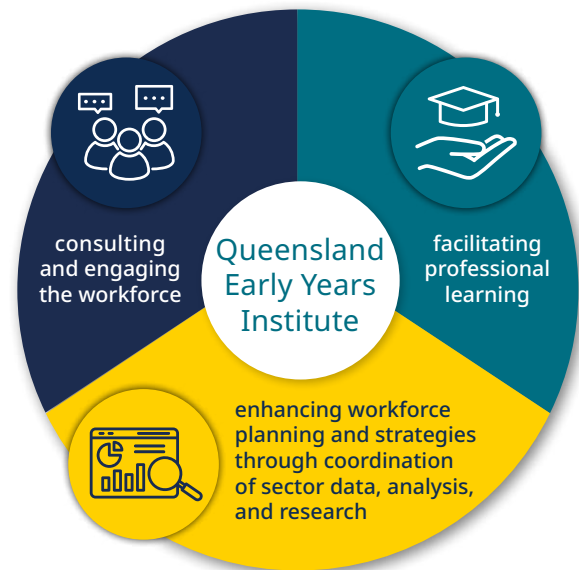 consulting
and engaging
the workforce
Queensland
Early Years
Institute
facilitating
professional
learning
enhancing workforce
planning and strategies
through coordination
of sector data, analysis,
and research